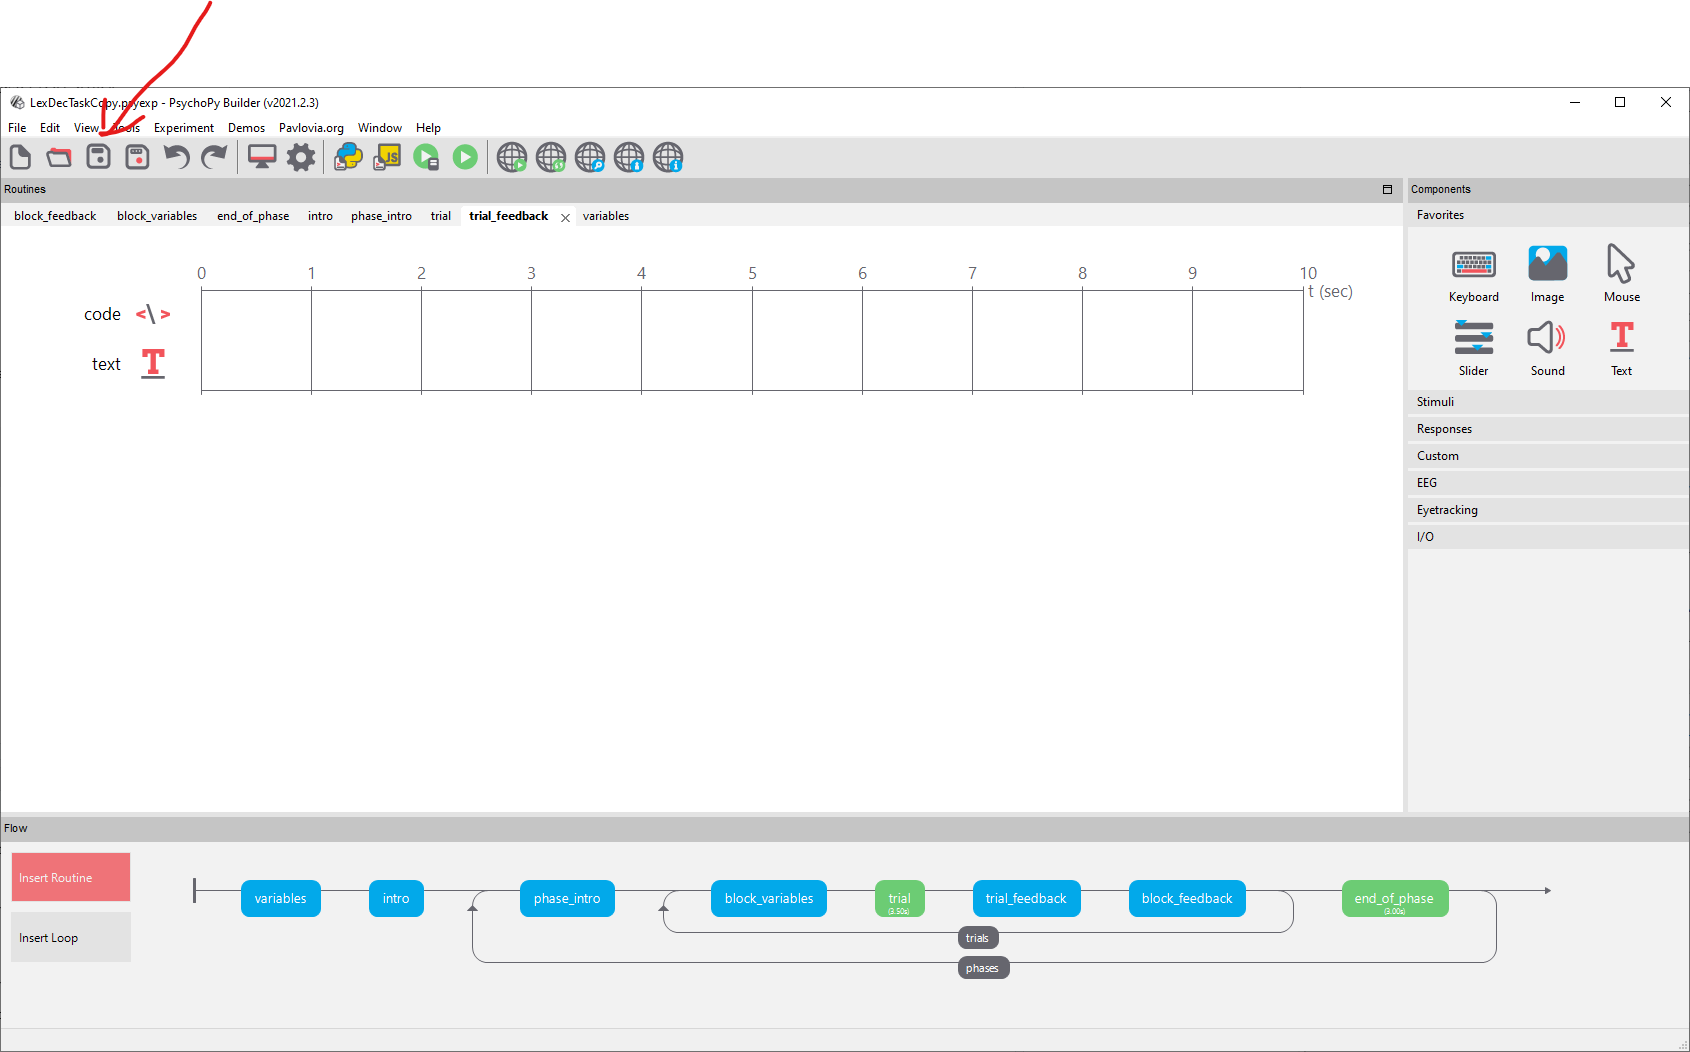 LexDecTaskCopy.psyexp - PsychoPy Builder (v2021.2.3)
File Edit View Tools Experiment Demos Pavlovia.org Window Help
JS
Routines
block_feedback block_variables end_of_phase intro phase_intro trial trial_feedback variables
0 1 2 3 4 5 6 7 8 9 10
t (sec)
code
text
Components
Favorites
Keyboard Image Mouse
Slider Sound Text
Stimuli
Responses
Custom
EEG
Eyetracking
I/O
Flow
Insert Routine
Insert Loop
variables intro phase_intro block_variables trial trial_feedback block_feedback end_of_phase
(3.50s) (3.00s)
trials
phases